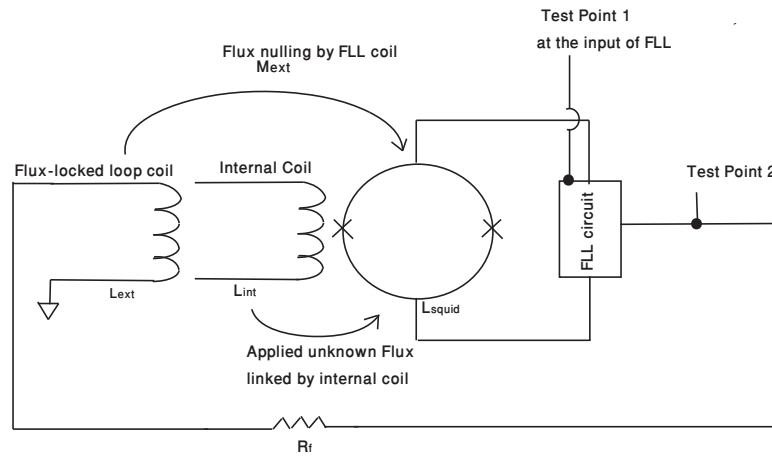 Test Point 1
at the input of FLL
Flux nulling by FLL coil
Mext
Flux-locked loop coil
Internal Coil
Test Point 2
FLL circuit
Lext
Lint
Lsquid
Applied unknown Flux
linked by internal coil
Rf